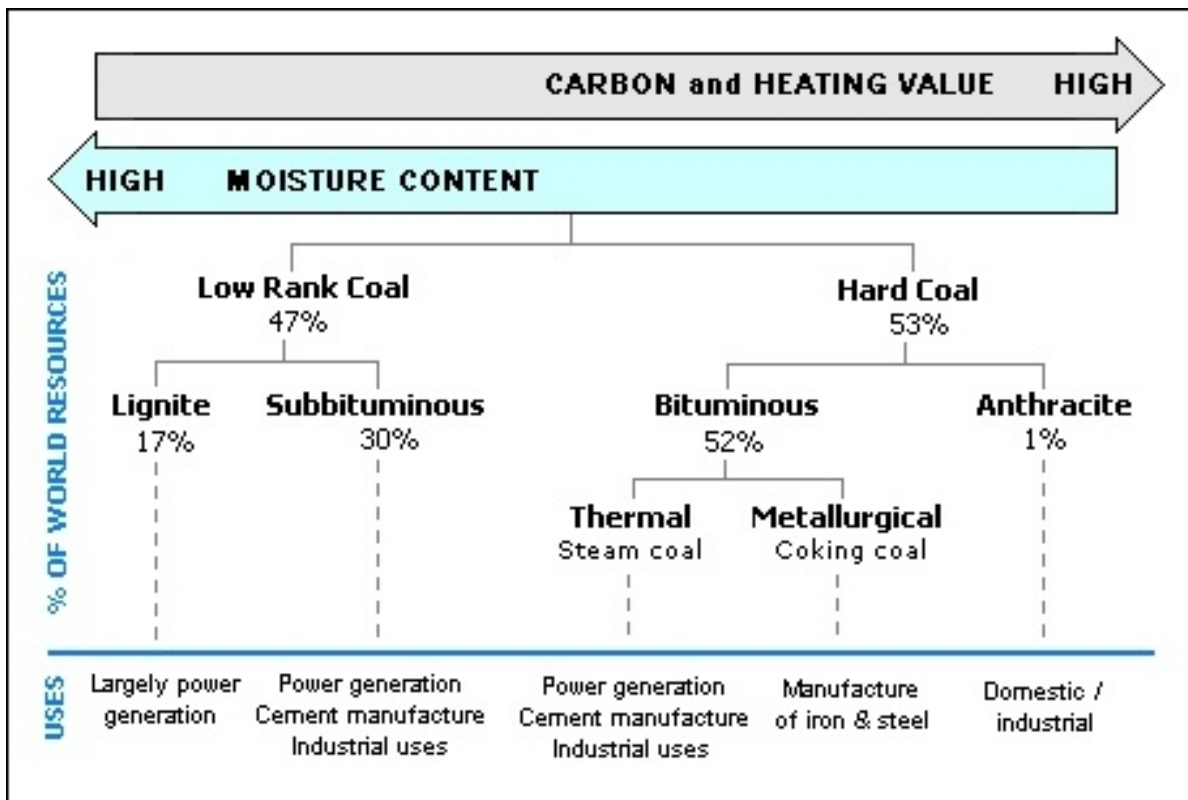 CARBON and HEATING VALUE HIGH
HIGH MOISTURE CONTENT
% OF WORLD RESOURCES
Low Rank Coal
47%
Hard Coal
53%
Lignite
17%
Subbituminous
30%
Bituminous
52%
Anthracite
1%
Thermal
Steam coal
Metallurgical
Coking coal
USES
Largely power
generation
Power generation
Cement manufacture
Industrial uses
Power generation
Cement manufacture
Industrial uses
Manufacture
of iron & steel
Domestic /
industrial